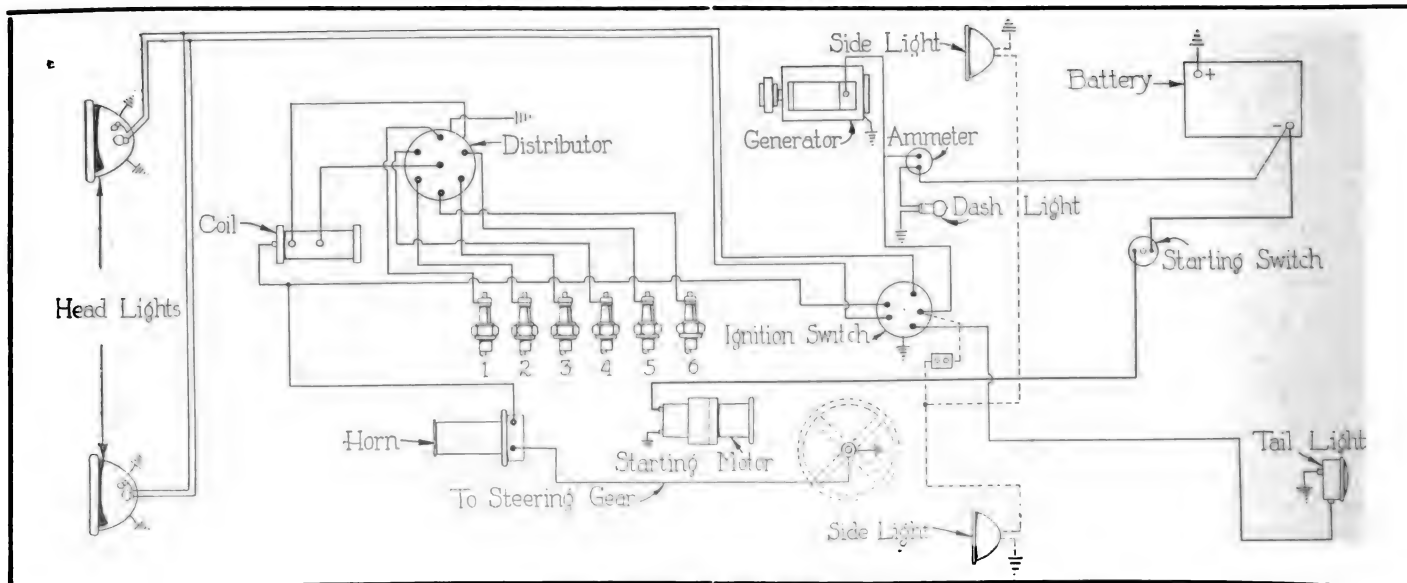 Side Light
Battery
+
-
Generator
Ammeter
Distributor
Dash Light
Coil
Starting Switch
Head Lights
Ignition Switch
1 2 3 4 5 6
Horn
Starting Motor
Tail Light
To Steering Gear
Side Light